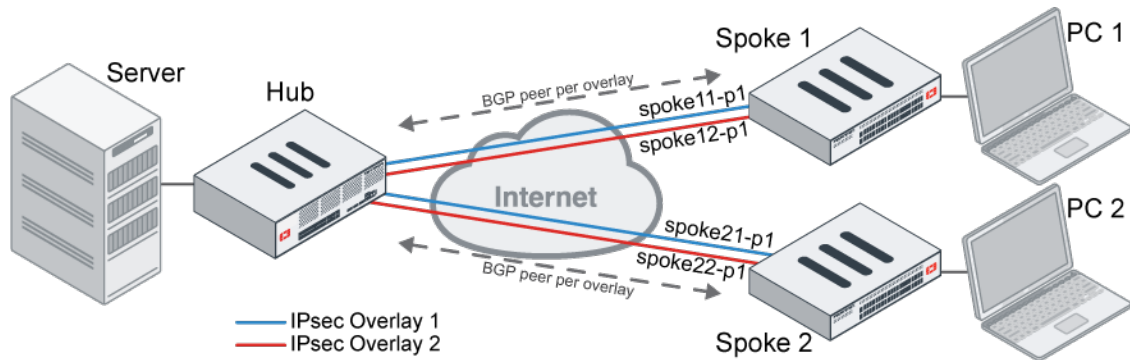 Server
Hub
BGP peer per overlay
spoke11-p1
spoke12-p1
Spoke 1
PC 1
Internet
spoke21-p1
spoke22-p1
BGP peer per overlay
Spoke 2
PC 2
IPsec Overlay 1
IPsec Overlay 2